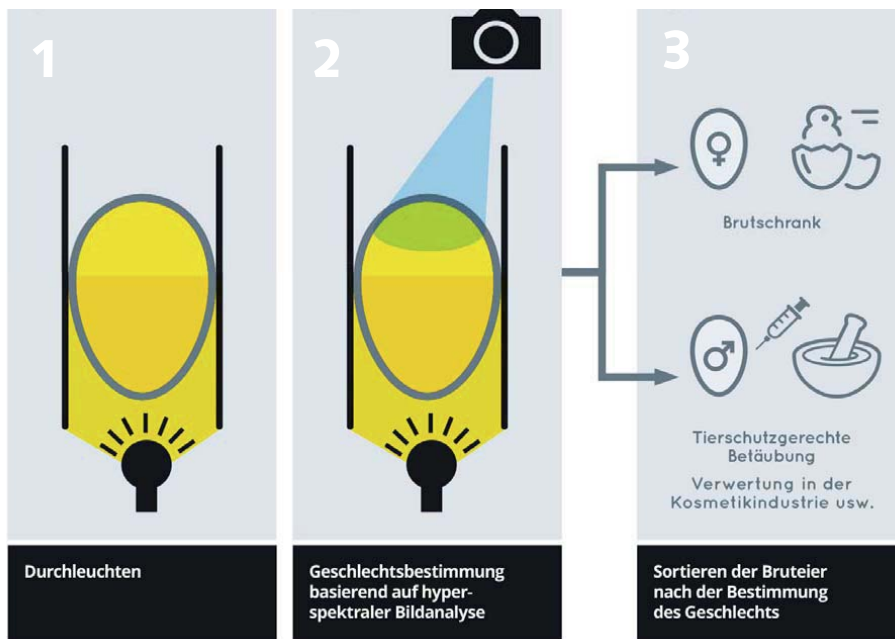 1
2
3
Brutschrank
Tierschutzgerechte
Betäubung
Verwertung in der
Kosmetikindustrie usw.
Durchleuchten
Geschlechtsbestimmung
basierend auf hyper-
spektraler Bildanalyse
Sortieren der Bruteier
nach der Bestimmung
des Geschlechts